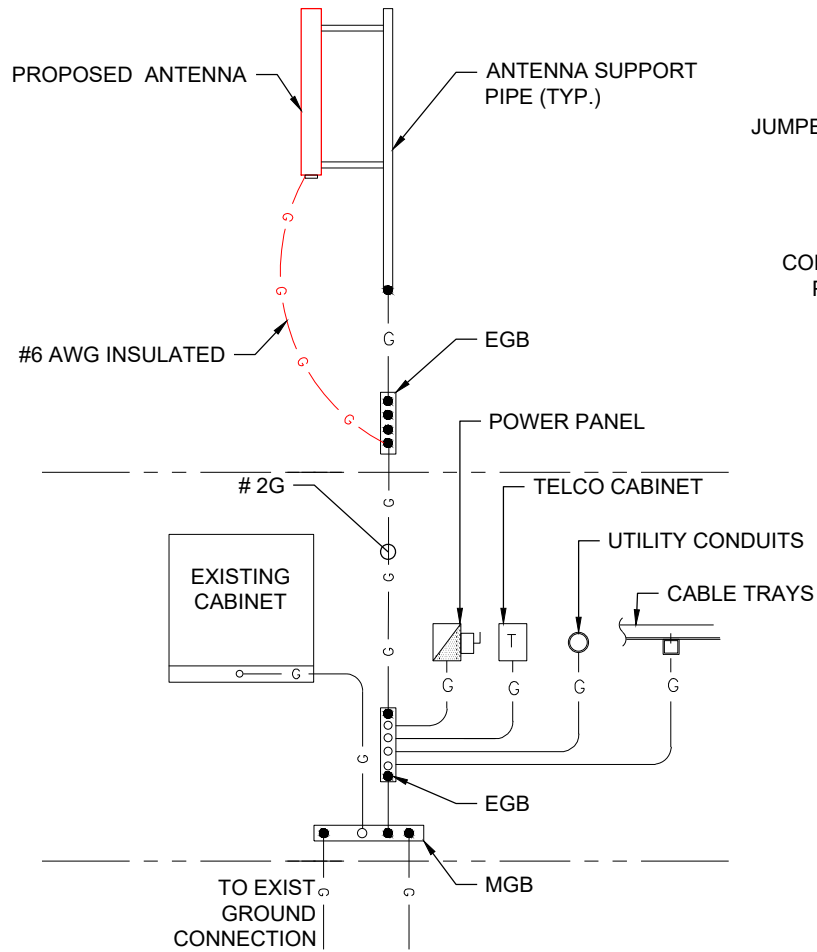 PROPOSED ANTENNA
ANTENNA SUPPORT
PIPE (TYP.)
G
G
#6 AWG INSULATED
G
G
G
EGB
POWER PANEL
# 2G
TELCO CABINET
G
UTILITY CONDUITS
EXISTING
CABINET
G
CABLE TRAYS
T
G
G
G
G
G
G
G
EGB
MGB
TO EXIST
GROUND
CONNECTION
G
G